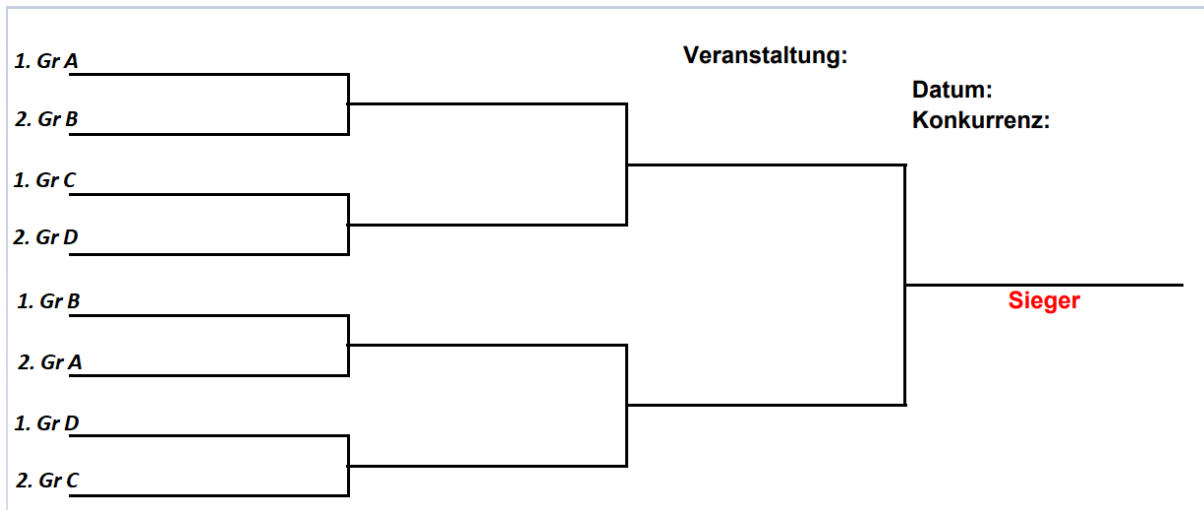 1. Gr A
Veranstaltung:
Datum:
2. Gr B
Konkurrenz:
1. Gr C
2. Gr D
1. Gr B
Sieger
2. Gr A
1. Gr D
2. Gr C